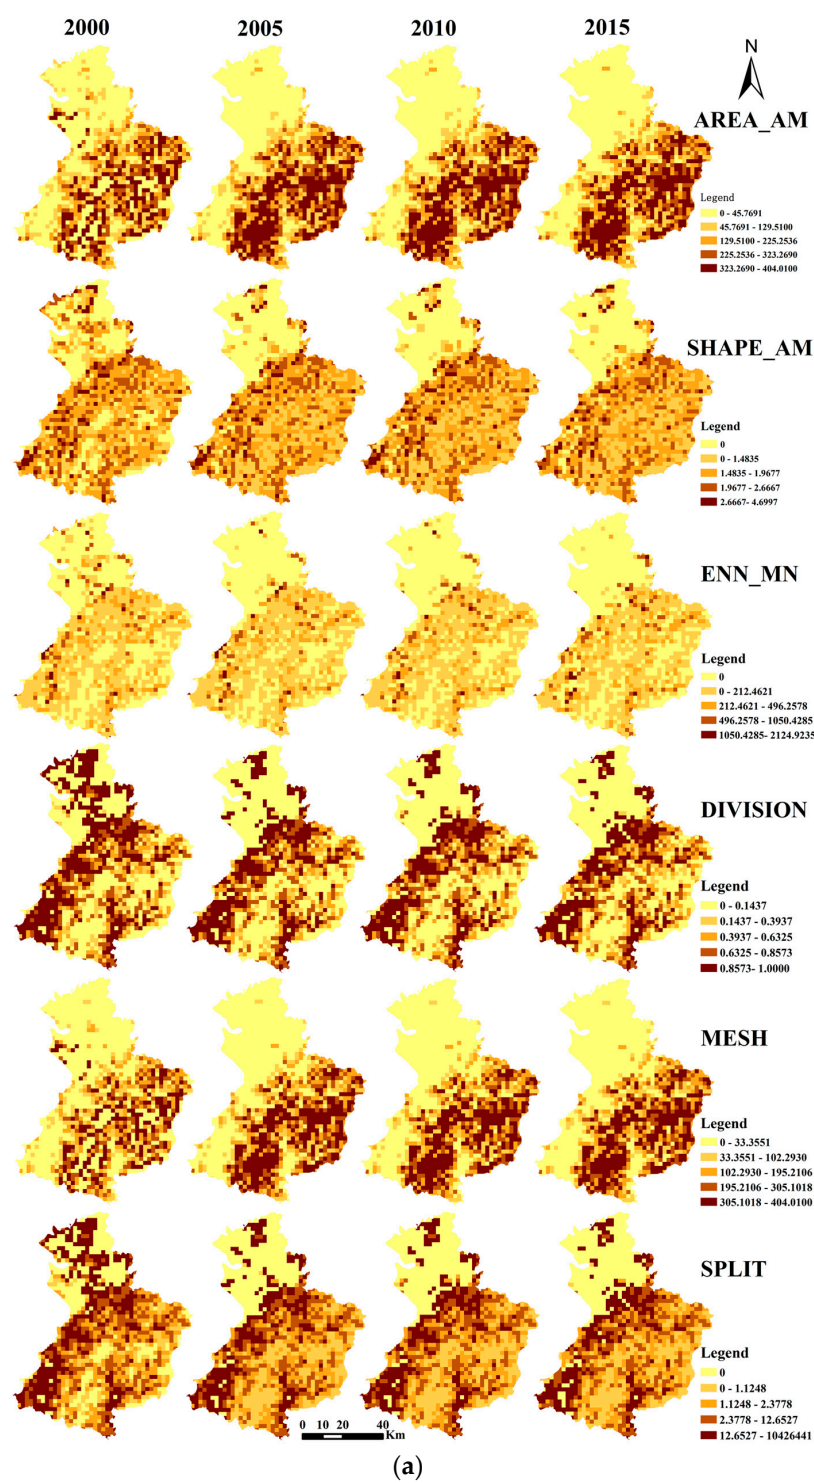 2000 2005 2010 2015
N
AREA_AM
Legend
0 - 45.7691
45.7691 - 129.5100
129.5100 - 225.2536
225.2536 - 323.2690
323.2690 - 404.0100
SHAPE_AM
Legend
0
0 - 1.4835
1.4835 - 1.9677
1.9677 - 2.6667
2.6667- 4.6997
ENN_MN
Legend
0
0 - 212.4621
212.4621 - 496.2578
496.2578 - 1050.4285
1050.4285- 2124.9235
DIVISION
Legend
0 - 0.1437
0.1437 - 0.3937
0.3937 - 0.6325
0.6325 - 0.8573
0.8573- 1.0000
MESH
Legend
0 - 33.3551
33.3551 - 102.2930
102.2930 - 195.2106
195.2106 - 305.1018
305.1018 - 404.0100
SPLIT
Legend
0
0 - 1.1248
1.1248 - 2.3778
2.3778 - 12.6527
12.6527 - 10426441
0 10 20 40
Km
(a)